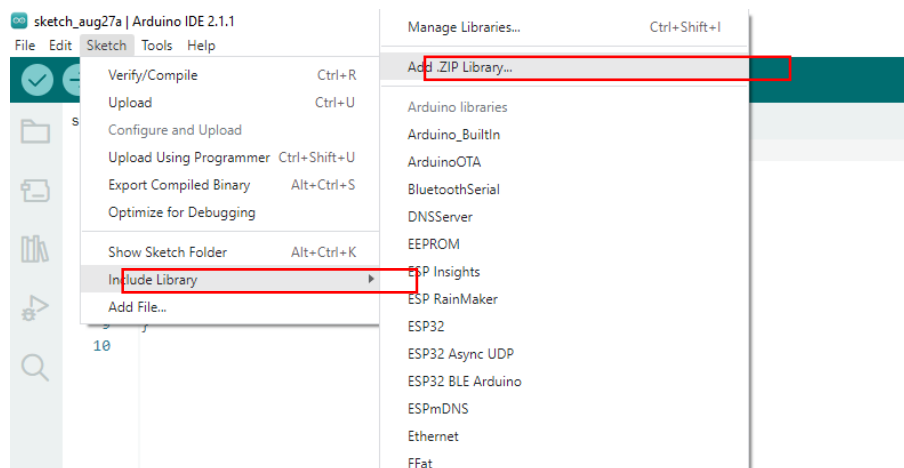 sketch_aug27a | Arduino IDE 2.1.1
File Edit Sketch Tools Help
Verify/Compile Ctrl+R
Upload Ctrl+U
Configure and Upload
Upload Using Programmer Ctrl+Shift+U
Export Compiled Binary Alt+Ctrl+S
Optimize for Debugging
Show Sketch Folder Alt+Ctrl+K
Include Library
Add File...
9 }
10
Manage Libraries... Ctrl+Shift+I
Add .ZIP Library...
Arduino libraries
Arduino_BuiltIn
ArduinoOTA
BluetoothSerial
DNSServer
EEPROM
ESP Insights
ESP RainMaker
ESP32
ESP32 Async UDP
ESP32 BLE Arduino
ESPmDNS
Ethernet
FFat